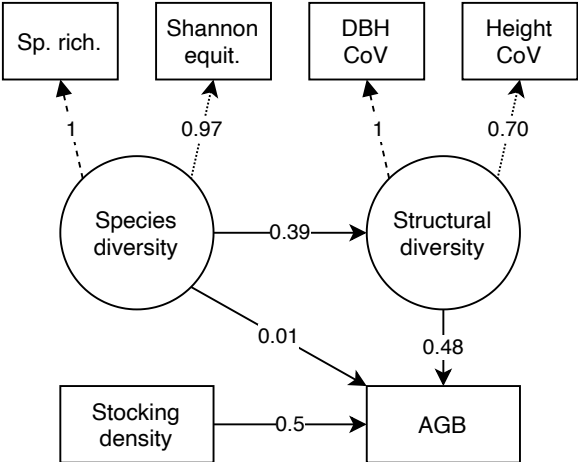 Sp. rich.
Shannon
equit.
DBH
CoV
Height
CoV
1
0.97
1
0.70
Species
diversity
0.39
Structural
diversity
0.01
0.48
Stocking
density
0.5
AGB